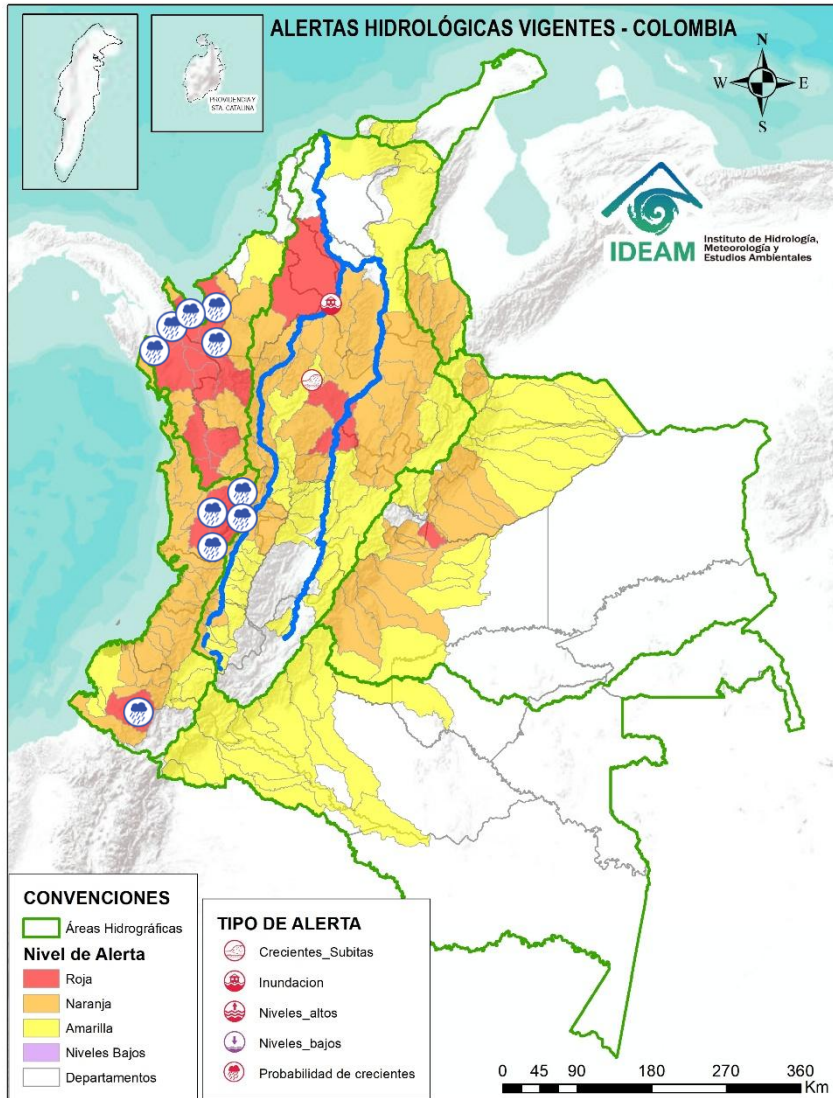 ALERTAS HIDROLÓGICAS VIGENTES - COLOMBIA
PROVIDENCIA Y
STA. CATALINA
N
W
E
S
IDEAM
Instituto de Hidrología,
Meteorología y
Estudios Ambientales
CONVENCIONES
Áreas Hidrográficas
Nivel de Alerta
Roja
Naranja
Amarilla
Niveles Bajos
Departamentos
TIPO DE ALERTA
Crecientes_Subitas
Inundacion
Niveles_altos
Niveles_bajos
Probabilidad de crecientes
0 45 90 180 270 360
Km